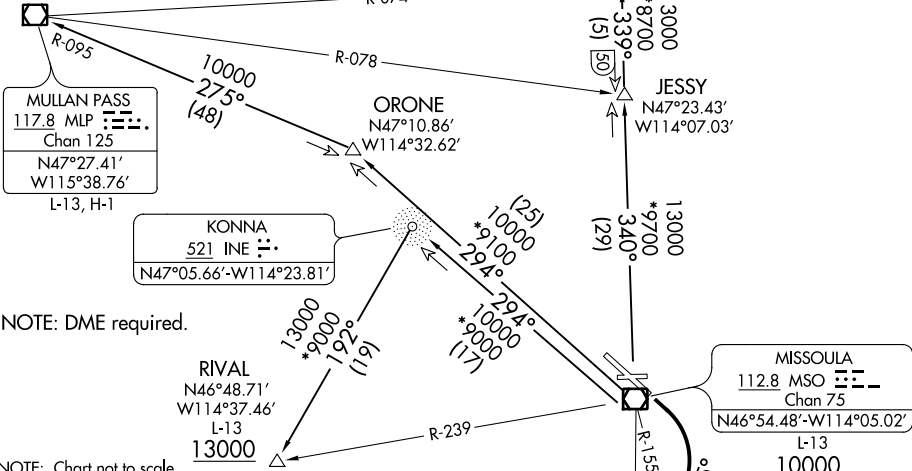 R-095
MULLAN PASS
117.8 MLP
Chan 125
N47°27.41′
W115°38.76′
L-13, H-1
10000
275°
(48)
R-078
ORONE
N47°10.86′
W114°32.62′
3000
*8700
339°
(5)
50
JESSY
N47°23.43′
W114°07.03′
KONNA
521 INE
N47°05.66′-W114°23.81′
(25)
10000
*9100
294°
294°
10000
*9000
(17)
13000
*9700
340°
(29)
NOTE: DME required.
13000
*9000
192°
(19)
RIVAL
N46°48.71′
W114°37.46′
L-13
13000
R-239
R-155
MISSOULA
112.8 MSO
Chan 75
N46°54.48′-W114°05.02′
L-13
10000
NOTE: Chart not to scale